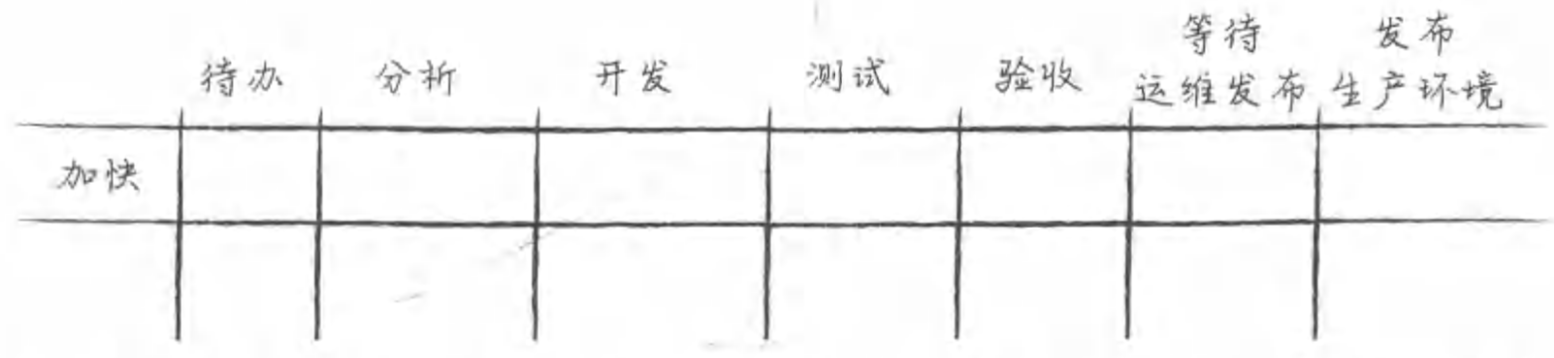 待办
分析
开发
测试
验收
等待
运维发布
发布
生产环境
加快